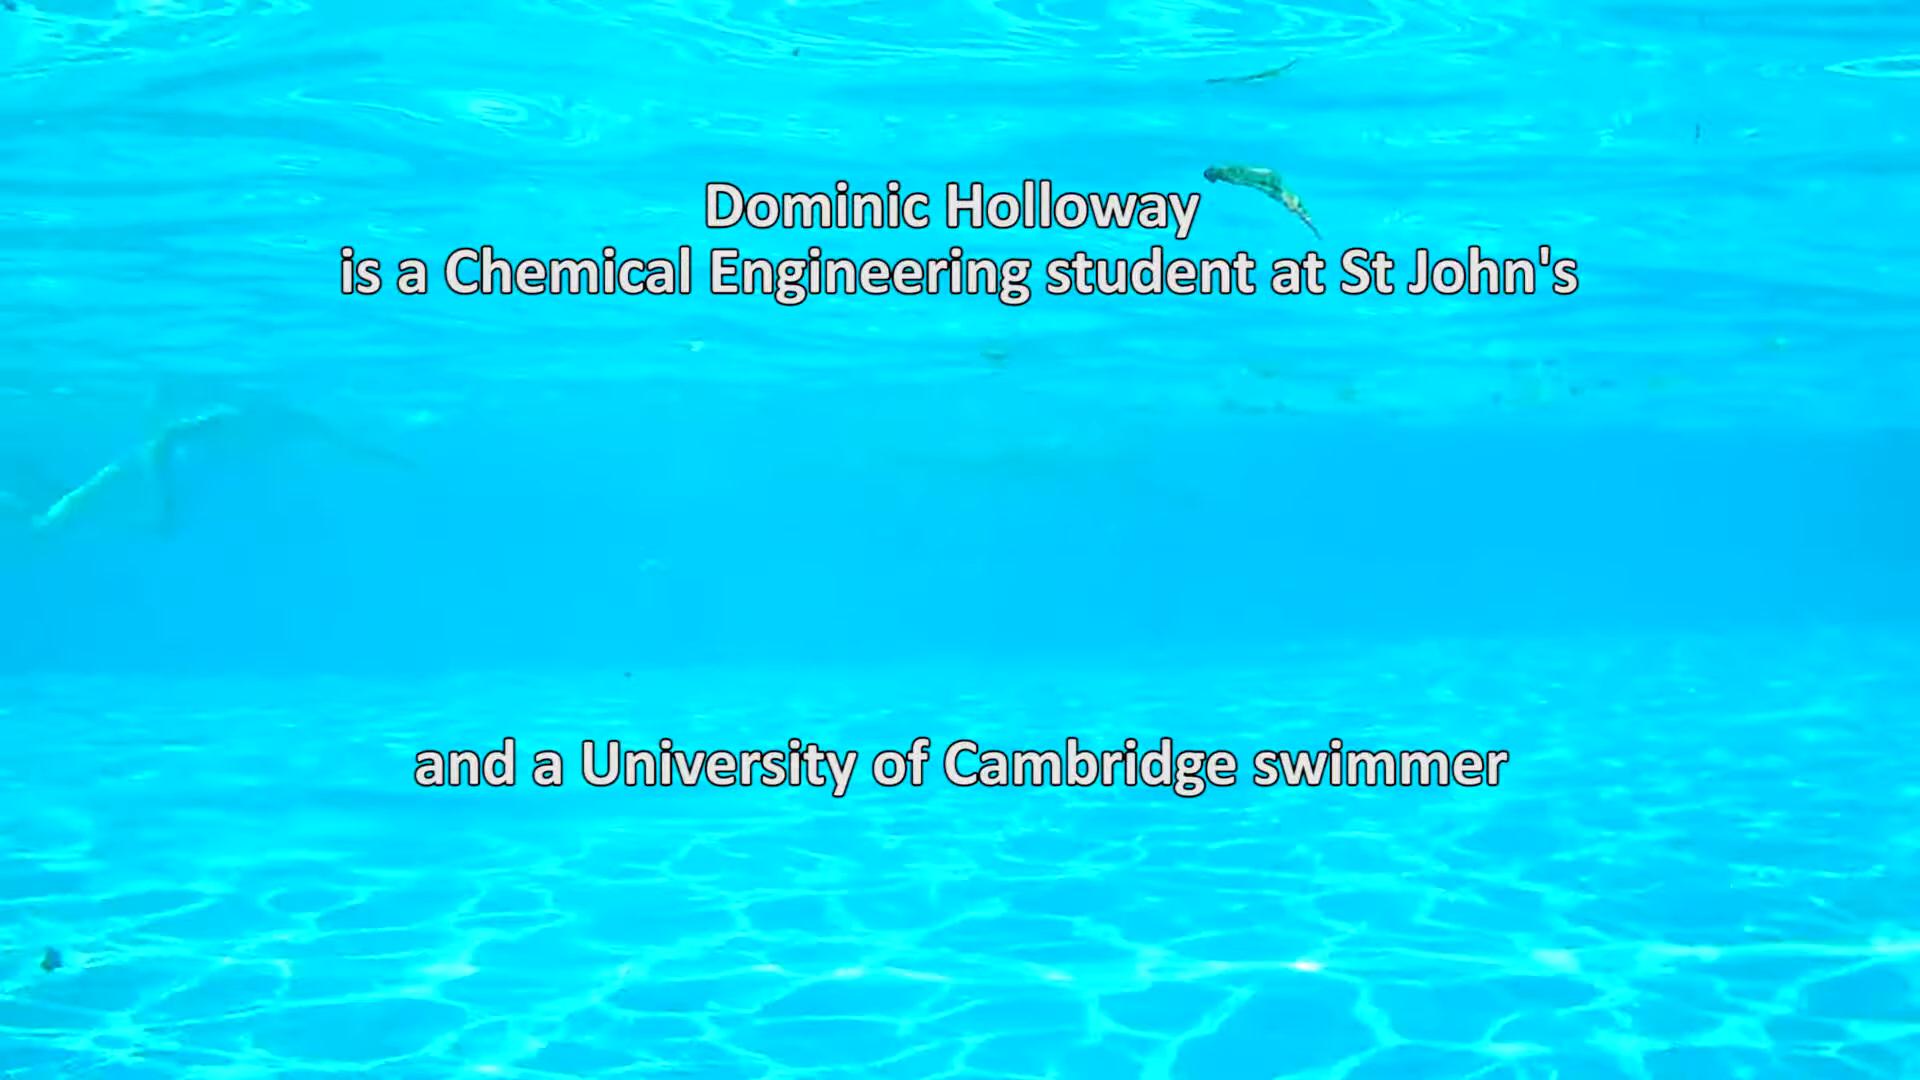 Dominic Holloway
is a Chemical Engineering student at St John's
and a University of Cambridge swimmer